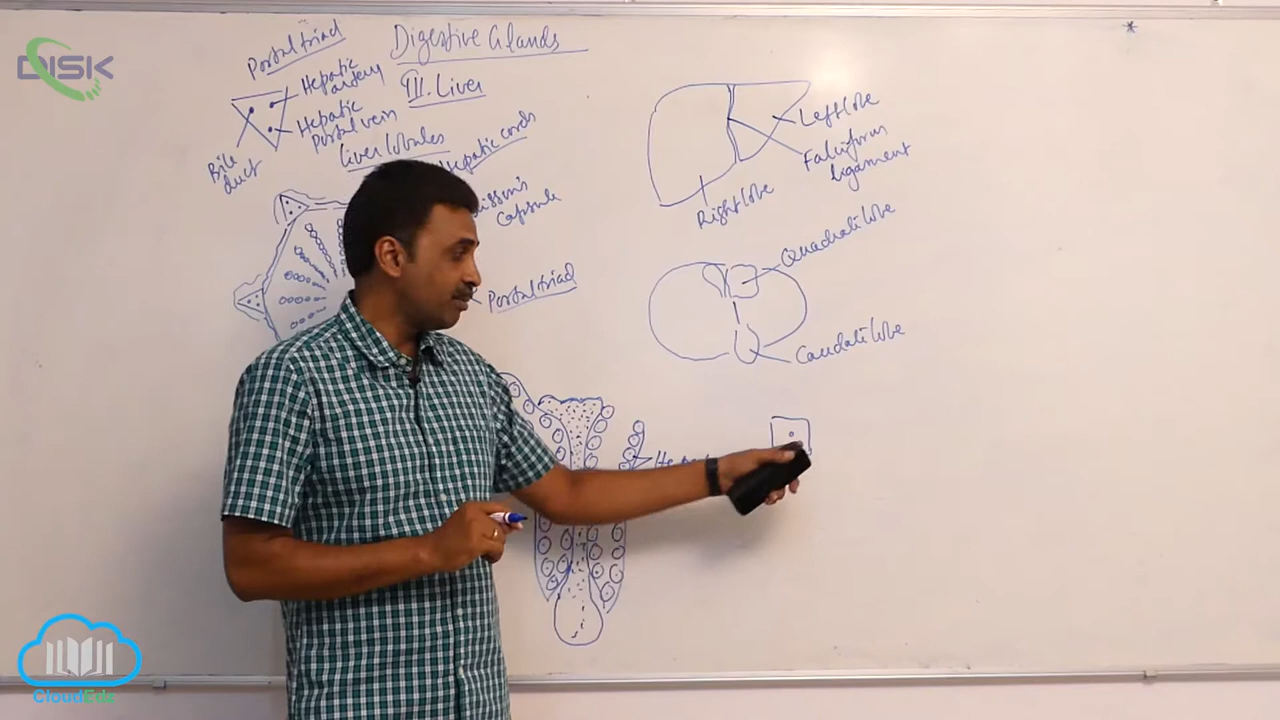 DISK
Portal triad
Hepatic
artery
Hepatic
Portal vein
Bile
duct
Digestive Glands
III. Liver
Liver lobules
Hepatic cords
capsule
Portal triad
Left lobe
Falciform
ligament
Right lobe
Quadrate lobe
Caudate lobe
CloudEdz